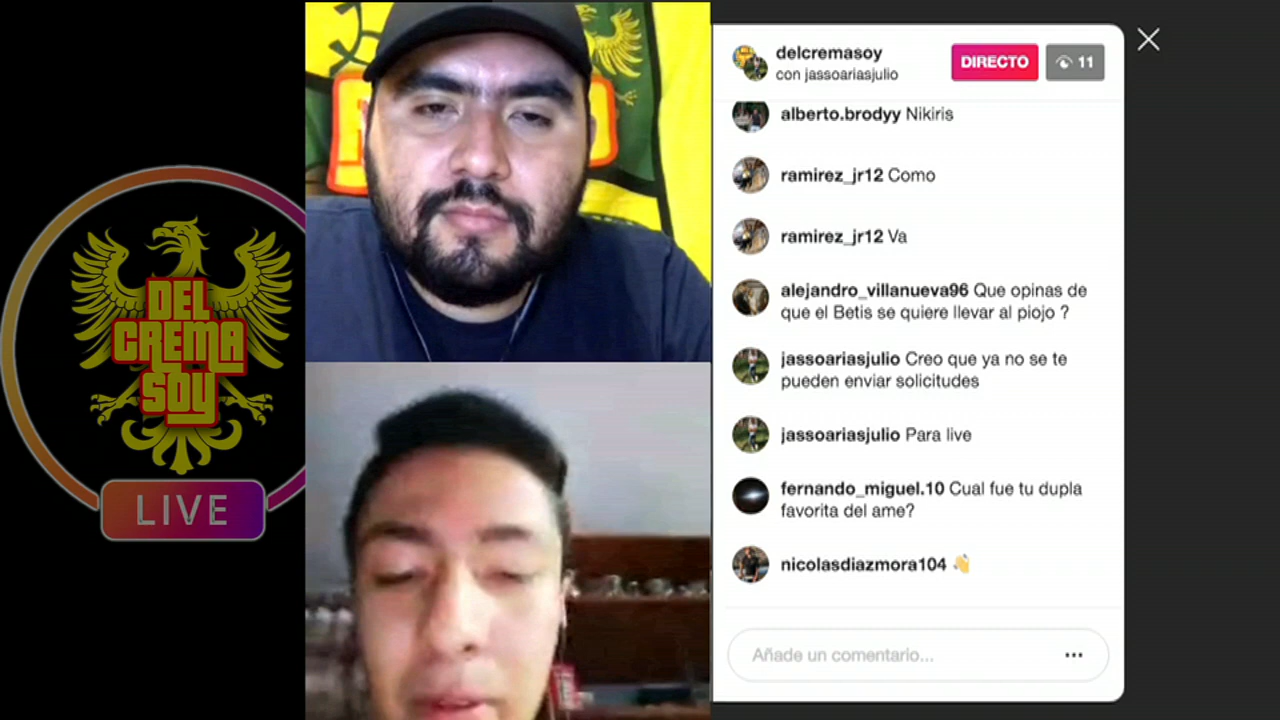 DEL
CREMA
SOY
LIVE
delcremasoy
con jassoariasjulio
DIRECTO
11
alberto.brodyy Nikiris
ramirez_jr12 Como
ramirez_jr12 Va
alejandro_villanueva96 Que opinas de
que el Betis se quiere llevar al piojo ?
jassoariasjulio Creo que ya no se te
pueden enviar solicitudes
jassoariasjulio Para live
fernando_miguel.10 Cual fue tu dupla
favorita del ame?
nicolasdiazmora104 👏
Añade un comentario...